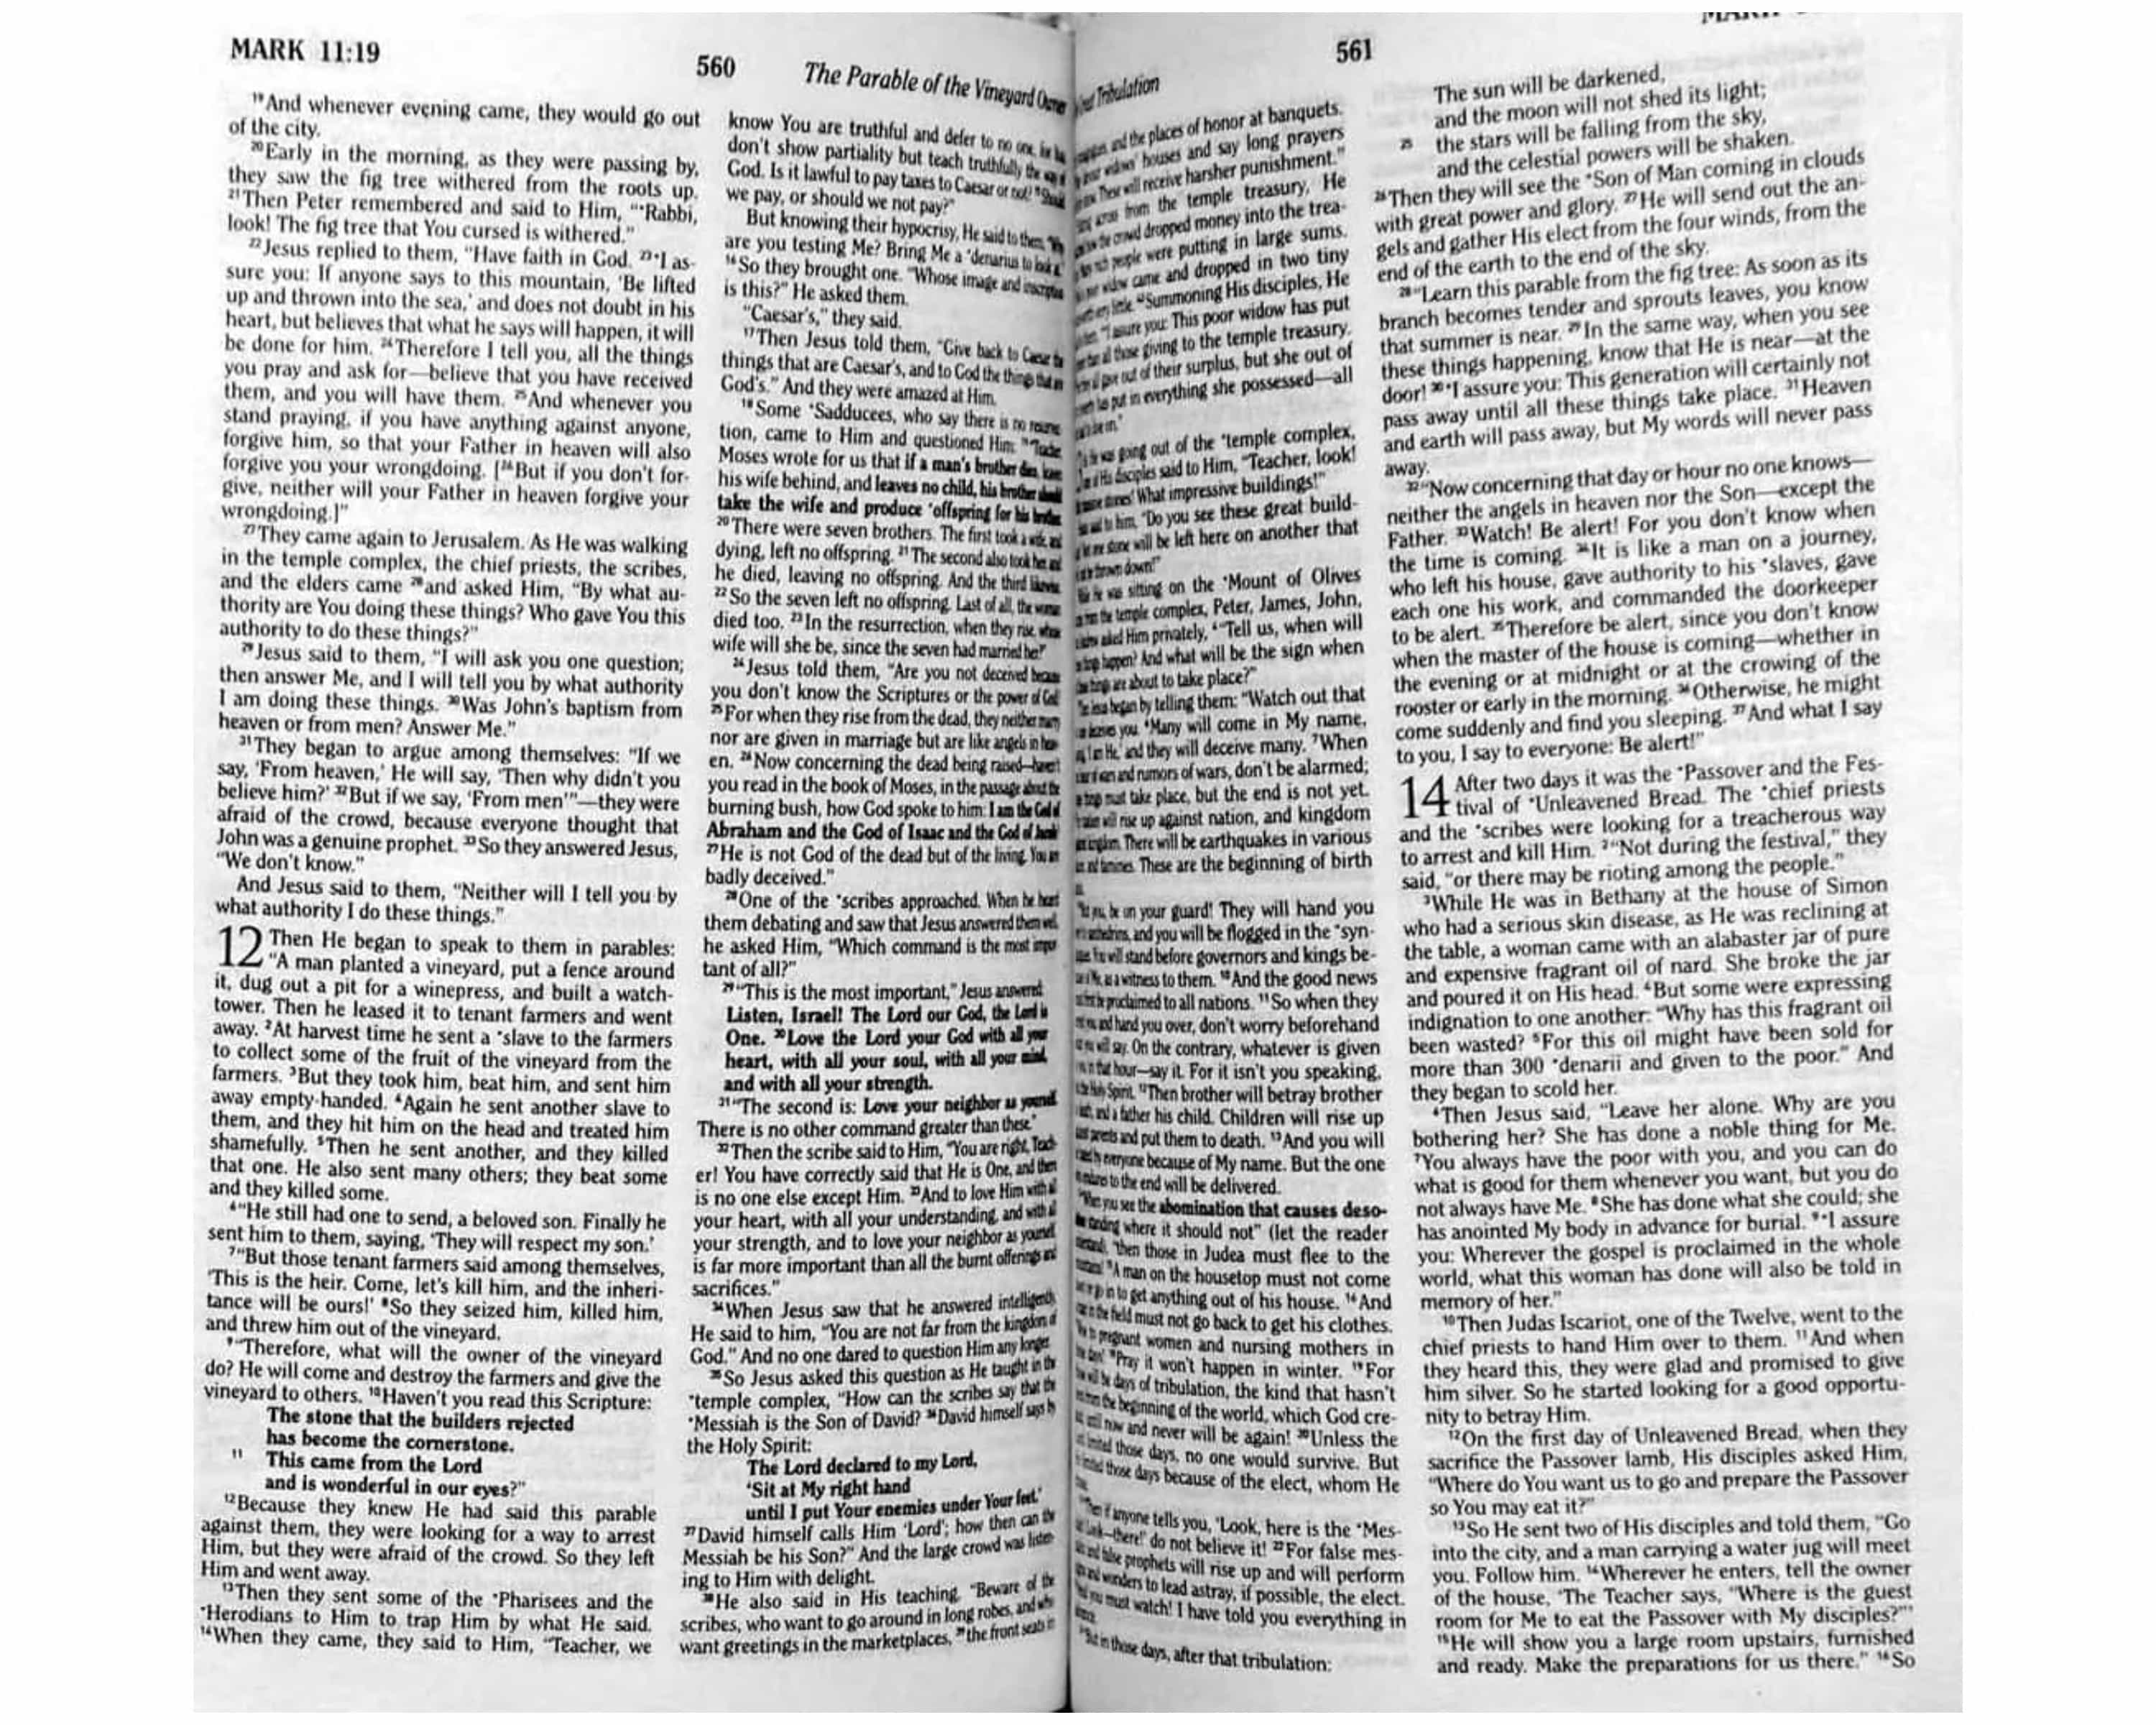 MARK 11:19
560
The Parable of the Vineyard Owner
¹⁹And whenever evening came, they would go out
of the city.
²⁰Early in the morning, as they were passing by,
they saw the fig tree withered from the roots up.
²¹Then Peter remembered and said to Him, “•Rabbi,
look! The fig tree that You cursed is withered.”
²²Jesus replied to them, “Have faith in God. ²³•I as-
sure you: If anyone says to this mountain, ‘Be lifted
up and thrown into the sea,’ and does not doubt in his
heart, but believes that what he says will happen, it will
be done for him. ²⁴Therefore I tell you, all the things
you pray and ask for—believe that you have received
them, and you will have them. ²⁵And whenever you
stand praying, if you have anything against anyone,
forgive him, so that your Father in heaven will also
forgive you your wrongdoing. [²⁶But if you don’t for-
give, neither will your Father in heaven forgive your
wrongdoing.]”
²⁷They came again to Jerusalem. As He was walking
in the temple complex, the chief priests, the scribes,
and the elders came ²⁸and asked Him, “By what au-
thority are You doing these things? Who gave You this
authority to do these things?”
²⁹Jesus said to them, “I will ask you one question;
then answer Me, and I will tell you by what authority
I am doing these things. ³⁰Was John’s baptism from
heaven or from men? Answer Me.”
³¹They began to argue among themselves: “If we
say, ‘From heaven,’ He will say, ‘Then why didn’t you
believe him?’ ³²But if we say, ‘From men’”—they were
afraid of the crowd, because everyone thought that
John was a genuine prophet. ³³So they answered Jesus,
“We don’t know.”
And Jesus said to them, “Neither will I tell you by
what authority I do these things.”
12 Then He began to speak to them in parables:
“A man planted a vineyard, put a fence around
it, dug out a pit for a winepress, and built a watch-
tower. Then he leased it to tenant farmers and went
away. ²At harvest time he sent a •slave to the farmers
to collect some of the fruit of the vineyard from the
farmers. ³But they took him, beat him, and sent him
away empty-handed. ⁴Again he sent another slave to
them, and they hit him on the head and treated him
shamefully. ⁵Then he sent another, and they killed
that one. He also sent many others; they beat some
and they killed some.
⁶“He still had one to send, a beloved son. Finally he
sent him to them, saying, ‘They will respect my son.’
⁷“But those tenant farmers said among themselves,
‘This is the heir. Come, let’s kill him, and the inheri-
tance will be ours!’ ⁸So they seized him, killed him,
and threw him out of the vineyard.
⁹“Therefore, what will the owner of the vineyard
do? He will come and destroy the farmers and give the
vineyard to others. ¹⁰Haven’t you read this Scripture:
The stone that the builders rejected
has become the cornerstone.
¹¹ This came from the Lord
and is wonderful in our eyes?”
¹²Because they knew He had said this parable
against them, they were looking for a way to arrest
Him, but they were afraid of the crowd. So they left
Him and went away.
¹³Then they sent some of the •Pharisees and the
•Herodians to Him to trap Him by what He said.
¹⁴When they came, they said to Him, “Teacher, we
know You are truthful and defer to no one, for
don’t show partiality but teach truthfully the way of
God. Is it lawful to pay taxes to Caesar or not? ¹⁵Should
we pay, or should we not pay?”
But knowing their hypocrisy, He said to them, “Why
are you testing Me? Bring Me a •denarius to look at.”
¹⁶So they brought one. “Whose image and inscription
is this?” He asked them.
“Caesar’s,” they said.
¹⁷Then Jesus told them, “Give back to Caesar the
things that are Caesar’s, and to God the things that are
God’s.” And they were amazed at Him.
¹⁸Some •Sadducees, who say there is no resurrec-
tion, came to Him and questioned Him: ¹⁹“Teacher,
Moses wrote for us that if a man’s brother dies, leaves
his wife behind, and leaves no child, his brother should
take the wife and produce •offspring for his brother.
²⁰There were seven brothers. The first took a wife, and
dying, left no offspring. ²¹The second also took her, and
he died, leaving no offspring. And the third likewise.
²²So the seven left no offspring. Last of all, the woman
died too. ²³In the resurrection, when they rise, whose
wife will she be, since the seven had married her?”
²⁴Jesus told them, “Are you not deceived because
you don’t know the Scriptures or the power of God?
²⁵For when they rise from the dead, they neither marry
nor are given in marriage but are like angels in heav-
en. ²⁶Now concerning the dead being raised—haven’t
you read in the book of Moses, in the passage about the
burning bush, how God spoke to him: I am the God of
Abraham and the God of Isaac and the God of Jacob?
²⁷He is not God of the dead but of the living. You are
badly deceived.”
²⁸One of the •scribes approached. When he heard
them debating and saw that Jesus answered them well,
he asked Him, “Which command is the most impor-
tant of all?”
²⁹“This is the most important,” Jesus answered:
Listen, Israel! The Lord our God, the Lord is
One. ³⁰Love the Lord your God with all your
heart, with all your soul, with all your mind,
and with all your strength.
³¹“The second is: Love your neighbor as yourself.
There is no other command greater than these.”
³²Then the scribe said to Him, “You are right, Teach-
er! You have correctly said that He is One, and there
is no one else except Him. ³³And to love Him with all
your heart, with all your understanding, and with all
your strength, and to love your neighbor as yourself,
is far more important than all the burnt offerings and
sacrifices.”
³⁴When Jesus saw that he answered intelligently,
He said to him, “You are not far from the kingdom of
God.” And no one dared to question Him any longer.
³⁵So Jesus asked this question as He taught in the
•temple complex, “How can the scribes say that the
•Messiah is the Son of David? ³⁶David himself says by
the Holy Spirit:
The Lord declared to my Lord,
‘Sit at My right hand
until I put Your enemies under Your feet.’
³⁷David himself calls Him ‘Lord’; how then can the
Messiah be his Son?” And the large crowd was listen-
ing to Him with delight.
³⁸He also said in His teaching, “Beware of the
scribes, who want to go around in long robes, and who
want greetings in the marketplaces, ³⁹the front seats in
Tribulation
561
and the places of honor at banquets.
houses and say long prayers
These will receive harsher punishment.”
across from the temple treasury, He
the crowd dropped money into the trea-
rich people were putting in large sums.
widow came and dropped in two tiny
very little. ⁴³Summoning His disciples, He
“I assure you: This poor widow has put
all those giving to the temple treasury.
gave out of their surplus, but she out of
has put in everything she possessed—all
going out of the •temple complex,
His disciples said to Him, “Teacher, look!
stones! What impressive buildings!”
said to him, “Do you see these great build-
stone will be left here on another that
thrown down!”
He was sitting on the •Mount of Olives
the temple complex, Peter, James, John,
asked Him privately, ⁴“Tell us, when will
happen? And what will be the sign when
things are about to take place?”
Jesus began by telling them: “Watch out that
deceives you. ⁶Many will come in My name,
‘I am He,’ and they will deceive many. ⁷When
and rumors of wars, don’t be alarmed;
must take place, but the end is not yet.
will rise up against nation, and kingdom
kingdom. There will be earthquakes in various
and famines. These are the beginning of birth
be on your guard! They will hand you
and you will be flogged in the •syn-
will stand before governors and kings be-
as a witness to them. ¹⁰And the good news
be proclaimed to all nations. ¹¹So when they
and hand you over, don’t worry beforehand
you will say. On the contrary, whatever is given
in that hour—say it. For it isn’t you speaking,
the Holy Spirit. ¹²Then brother will betray brother
and a father his child. Children will rise up
parents and put them to death. ¹³And you will
by everyone because of My name. But the one
to the end will be delivered.
you see the abomination that causes deso-
standing where it should not” (let the reader
“then those in Judea must flee to the
¹⁵A man on the housetop must not come
go in to get anything out of his house. ¹⁶And
in the field must not go back to get his clothes.
pregnant women and nursing mothers in
¹⁸Pray it won’t happen in winter. ¹⁹For
will be days of tribulation, the kind that hasn’t
from the beginning of the world, which God cre-
until now and never will be again! ²⁰Unless the
limited those days, no one would survive. But
limited those days because of the elect, whom He
if anyone tells you, ‘Look, here is the •Mes-
Look—there!’ do not believe it! ²²For false mes-
and false prophets will rise up and will perform
and wonders to lead astray, if possible, the elect.
you must watch! I have told you everything in
in those days, after that tribulation:
The sun will be darkened,
and the moon will not shed its light;
²⁵ the stars will be falling from the sky,
and the celestial powers will be shaken.
²⁶Then they will see the •Son of Man coming in clouds
with great power and glory. ²⁷He will send out the an-
gels and gather His elect from the four winds, from the
end of the earth to the end of the sky.
²⁸“Learn this parable from the fig tree: As soon as its
branch becomes tender and sprouts leaves, you know
that summer is near. ²⁹In the same way, when you see
these things happening, know that He is near—at the
door! ³⁰•I assure you: This generation will certainly not
pass away until all these things take place. ³¹Heaven
and earth will pass away, but My words will never pass
away.
³²“Now concerning that day or hour no one knows—
neither the angels in heaven nor the Son—except the
Father. ³³Watch! Be alert! For you don’t know when
the time is coming. ³⁴It is like a man on a journey,
who left his house, gave authority to his •slaves, gave
each one his work, and commanded the doorkeeper
to be alert. ³⁵Therefore be alert, since you don’t know
when the master of the house is coming—whether in
the evening or at midnight or at the crowing of the
rooster or early in the morning. ³⁶Otherwise, he might
come suddenly and find you sleeping. ³⁷And what I say
to you, I say to everyone: Be alert!”
14 After two days it was the •Passover and the Fes-
tival of •Unleavened Bread. The •chief priests
and the •scribes were looking for a treacherous way
to arrest and kill Him. ²“Not during the festival,” they
said, “or there may be rioting among the people.”
³While He was in Bethany at the house of Simon
who had a serious skin disease, as He was reclining at
the table, a woman came with an alabaster jar of pure
and expensive fragrant oil of nard. She broke the jar
and poured it on His head. ⁴But some were expressing
indignation to one another: “Why has this fragrant oil
been wasted? ⁵For this oil might have been sold for
more than 300 •denarii and given to the poor.” And
they began to scold her.
⁶Then Jesus said, “Leave her alone. Why are you
bothering her? She has done a noble thing for Me.
⁷You always have the poor with you, and you can do
what is good for them whenever you want, but you do
not always have Me. ⁸She has done what she could; she
has anointed My body in advance for burial. ⁹•I assure
you: Wherever the gospel is proclaimed in the whole
world, what this woman has done will also be told in
memory of her.”
¹⁰Then Judas Iscariot, one of the Twelve, went to the
chief priests to hand Him over to them. ¹¹And when
they heard this, they were glad and promised to give
him silver. So he started looking for a good opportu-
nity to betray Him.
¹²On the first day of Unleavened Bread, when they
sacrifice the Passover lamb, His disciples asked Him,
“Where do You want us to go and prepare the Passover
so You may eat it?”
¹³So He sent two of His disciples and told them, “Go
into the city, and a man carrying a water jug will meet
you. Follow him. ¹⁴Wherever he enters, tell the owner
of the house, ‘The Teacher says, “Where is the guest
room for Me to eat the Passover with My disciples?”’
¹⁵He will show you a large room upstairs, furnished
and ready. Make the preparations for us there.” ¹⁶So